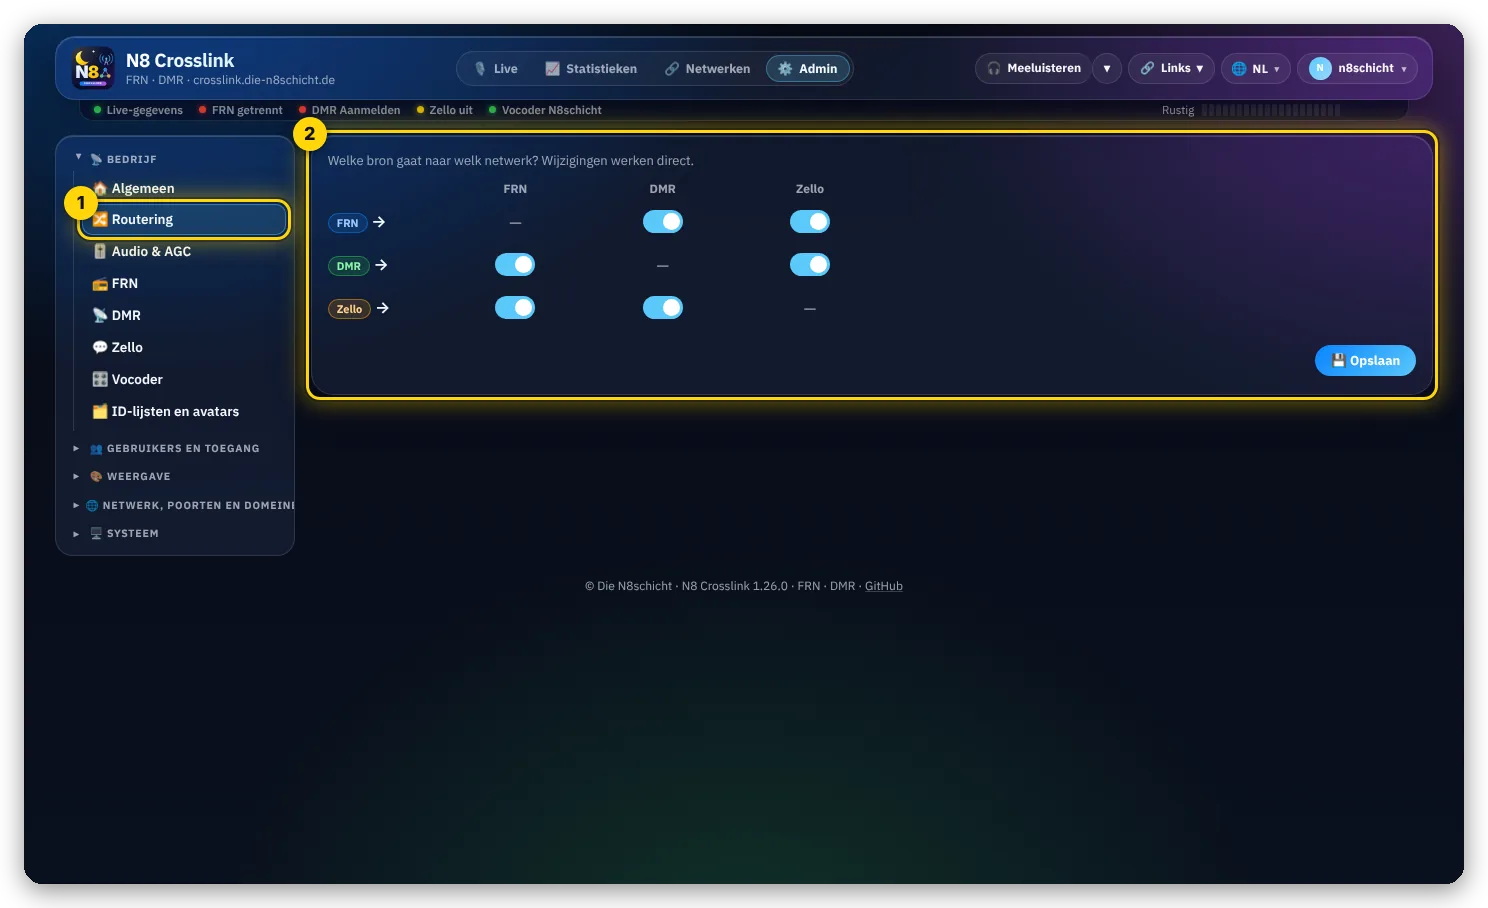 N8 Crosslink
FRN · DMR · crosslink.die-n8schicht.de
Live
Statistieken
Netwerken
Admin
Meeluisteren
Links
NL
N
n8schicht
Live-gegevens
FRN getrennt
DMR Aanmelden
Zello uit
Vocoder N8schicht
Rustig
1
2
BEDRIJF
Algemeen
Routering
Audio & AGC
FRN
DMR
Zello
Vocoder
ID-lijsten en avatars
GEBRUIKERS EN TOEGANG
WEERGAVE
NETWERK, POORTEN EN DOMEIN
SYSTEEM
Welke bron gaat naar welk netwerk? Wijzigingen werken direct.
FRN DMR Zello
FRN → —
DMR → —
Zello → —
Opslaan
© Die N8schicht · N8 Crosslink 1.26.0 · FRN · DMR · GitHub